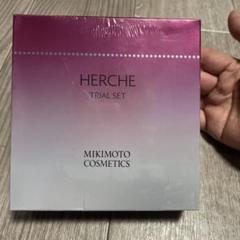 HERCHE
TRIAL SET
MIKIMOTO
COSMETICS